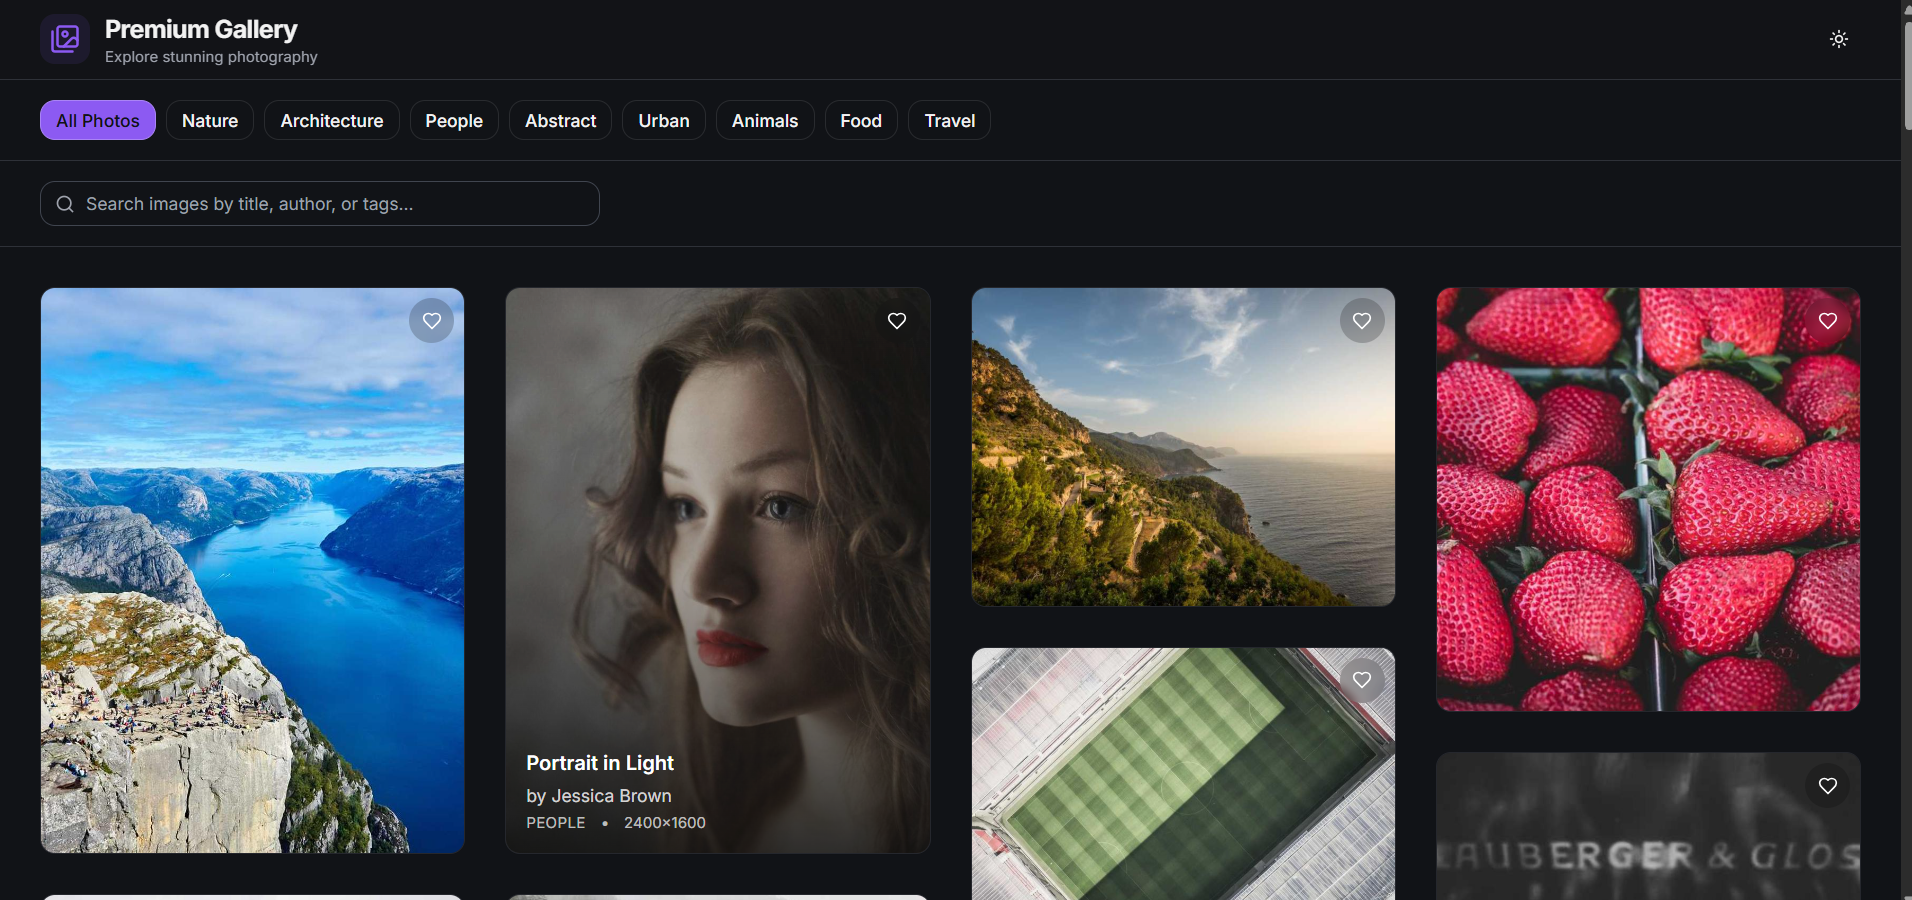 Premium Gallery
Explore stunning photography
All Photos
Nature
Architecture
People
Abstract
Urban
Animals
Food
Travel
Search images by title, author, or tags...
Portrait in Light
by Jessica Brown
PEOPLE • 2400×1600
AUBERGER & GLOS